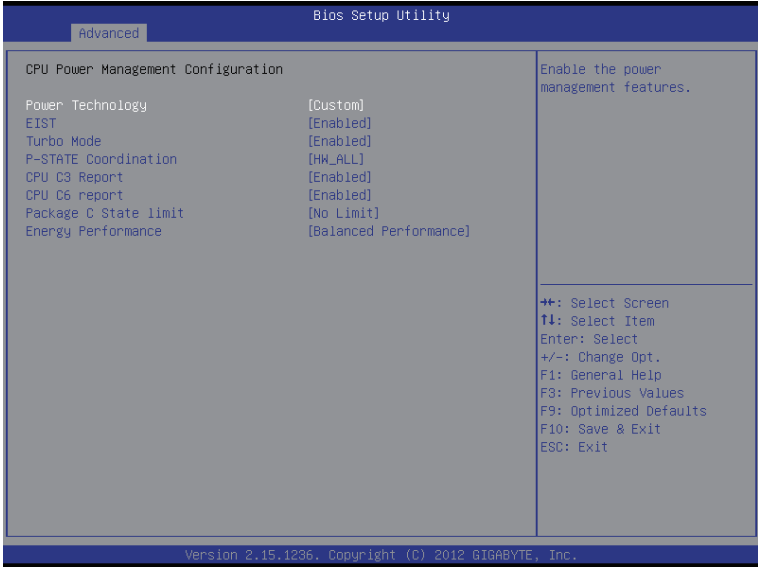 Bios Setup Utility
Advanced
CPU Power Management Configuration
Power Technology [Custom]
EIST [Enabled]
Turbo Mode [Enabled]
P-STATE Coordination [HW_ALL]
CPU C3 Report [Enabled]
CPU C6 report [Enabled]
Package C State limit [No Limit]
Energy Performance [Balanced Performance]
Enable the power
management features.
→←: Select Screen
↑↓: Select Item
Enter: Select
+/-: Change Opt.
F1: General Help
F3: Previous Values
F9: Optimized Defaults
F10: Save & Exit
ESC: Exit
Version 2.15.1236. Copyright (C) 2012 GIGABYTE, Inc.